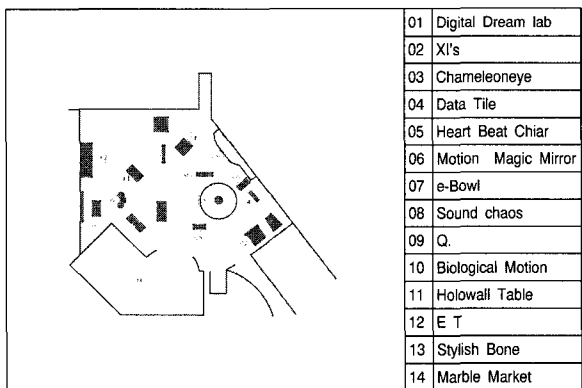 01 Digital Dream lab
02 XI's
03 Chameleoneye
04 Data Tile
05 Heart Beat Chiar
06 Motion Magic Mirror
07 e-Bowl
08 Sound chaos
09 Q.
10 Biological Motion
11 Holowall Table
12 E T
13 Stylish Bone
14 Marble Market